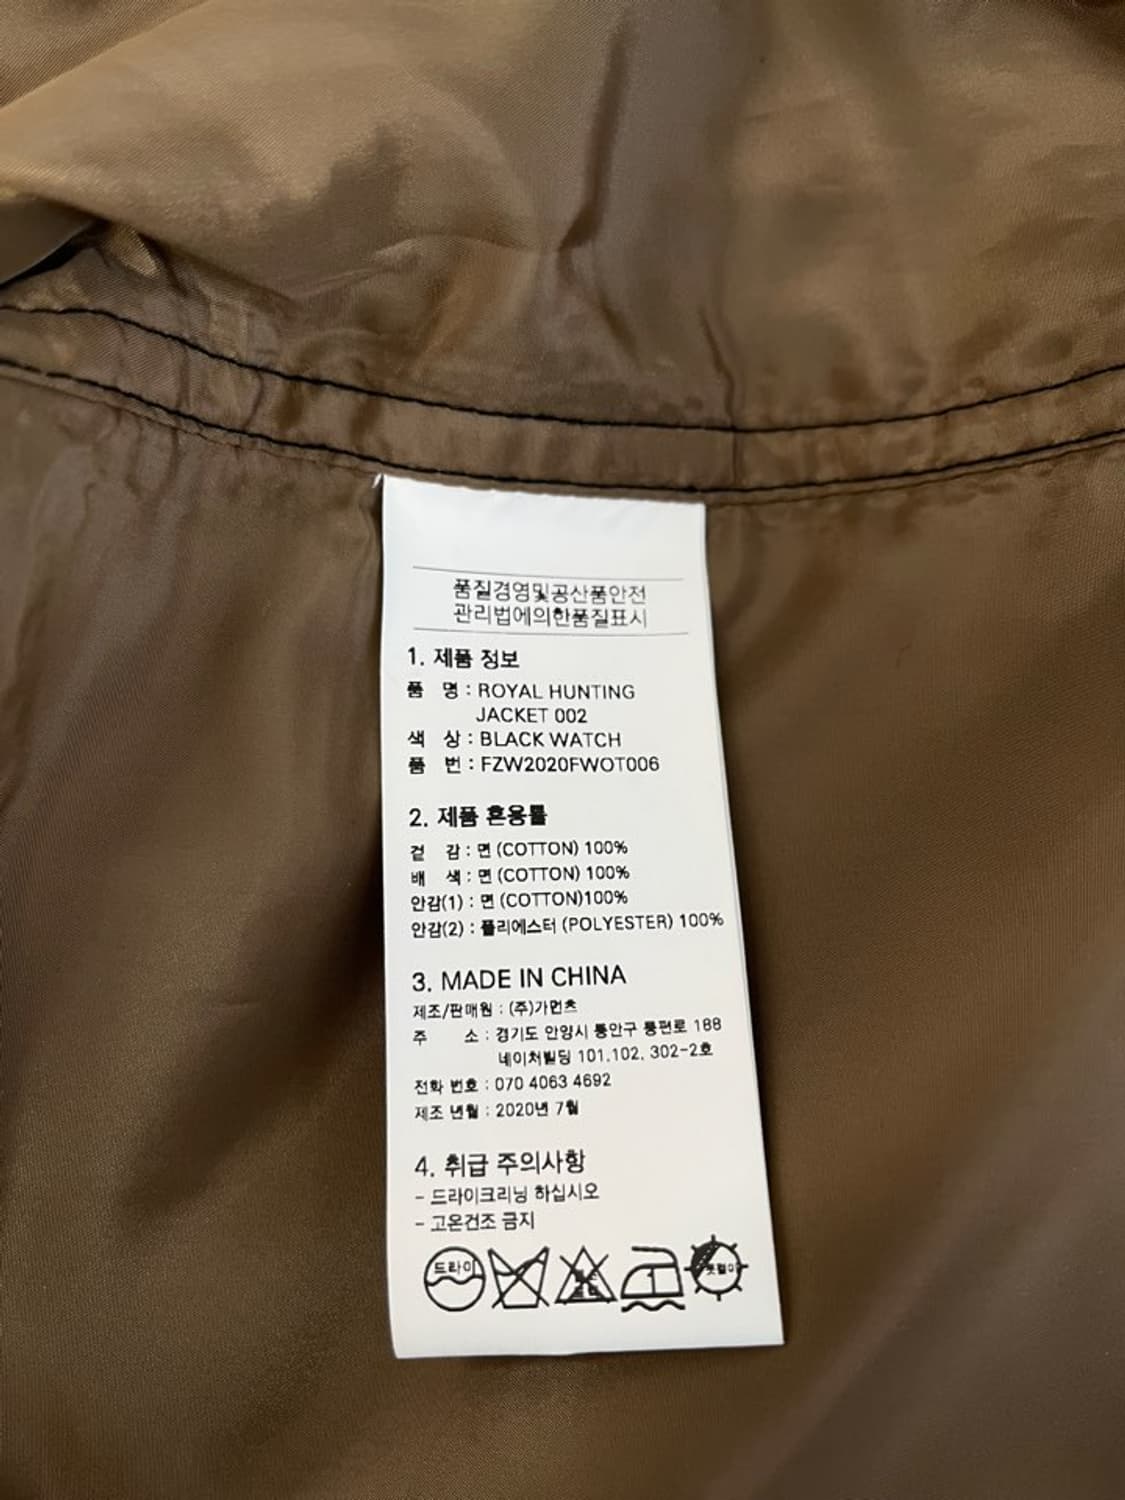 품질경영및공산품안전
관리법에의한품질표시
1. 제품 정보
품 명 : ROYAL HUNTING
JACKET 002
색 상 : BLACK WATCH
품 번 : FZW2020FWOT006
2. 제품 혼용률
겉 감 : 면 (COTTON) 100%
배 색 : 면 (COTTON) 100%
안감(1) : 면 (COTTON)100%
안감(2) : 폴리에스터 (POLYESTER) 100%
3. MADE IN CHINA
제조/판매원 : (주)가먼츠
주 소 : 경기도 안양시 동안구 동편로 188
네이처빌딩 101,102, 302-2호
전화 번호 : 070 4063 4692
제조 년월 : 2020년 7월
4. 취급 주의사항
- 드라이크리닝 하십시오
- 고온건조 금지
드라이
1
옷걸이